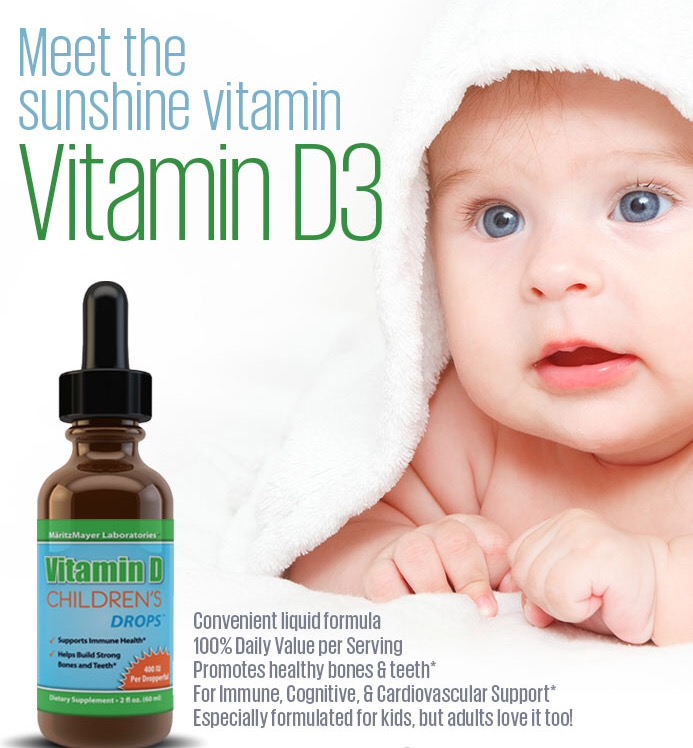 Meet the
sunshine vitamin
Vitamin D3
MaritzMayer Laboratories™
Vitamin D
CHILDREN'S
DROPS™
✓ Supports Immune Health*
✓ Helps Build Strong
Bones and Teeth*
400 IU
Per Dropperful
Dietary Supplement • 2 fl oz. (60 ml)
Convenient liquid formula
100% Daily Value per Serving
Promotes healthy bones & teeth*
For Immune, Cognitive, & Cardiovascular Support*
Especially formulated for kids, but adults love it too!